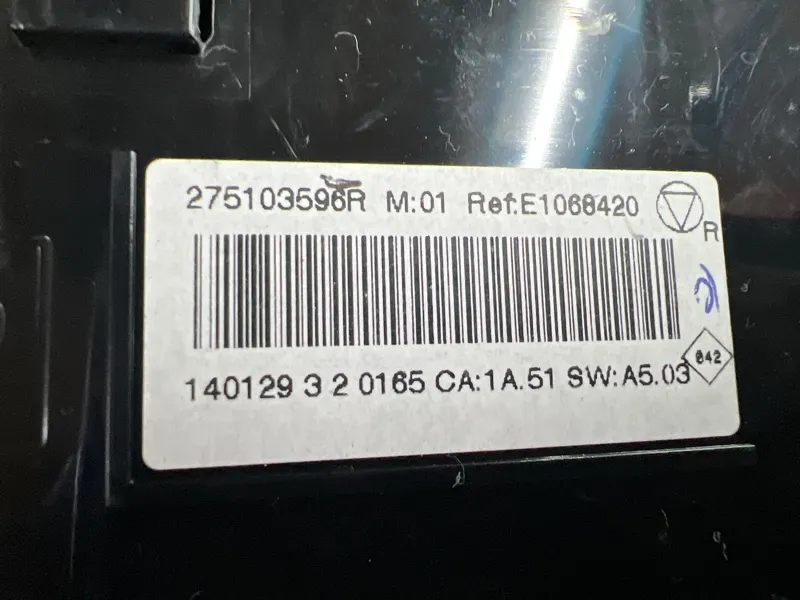 275103596R M:01 Ref:E1068420
R
842
140129 3 2 0165 CA:1A.51 SW:A5.03